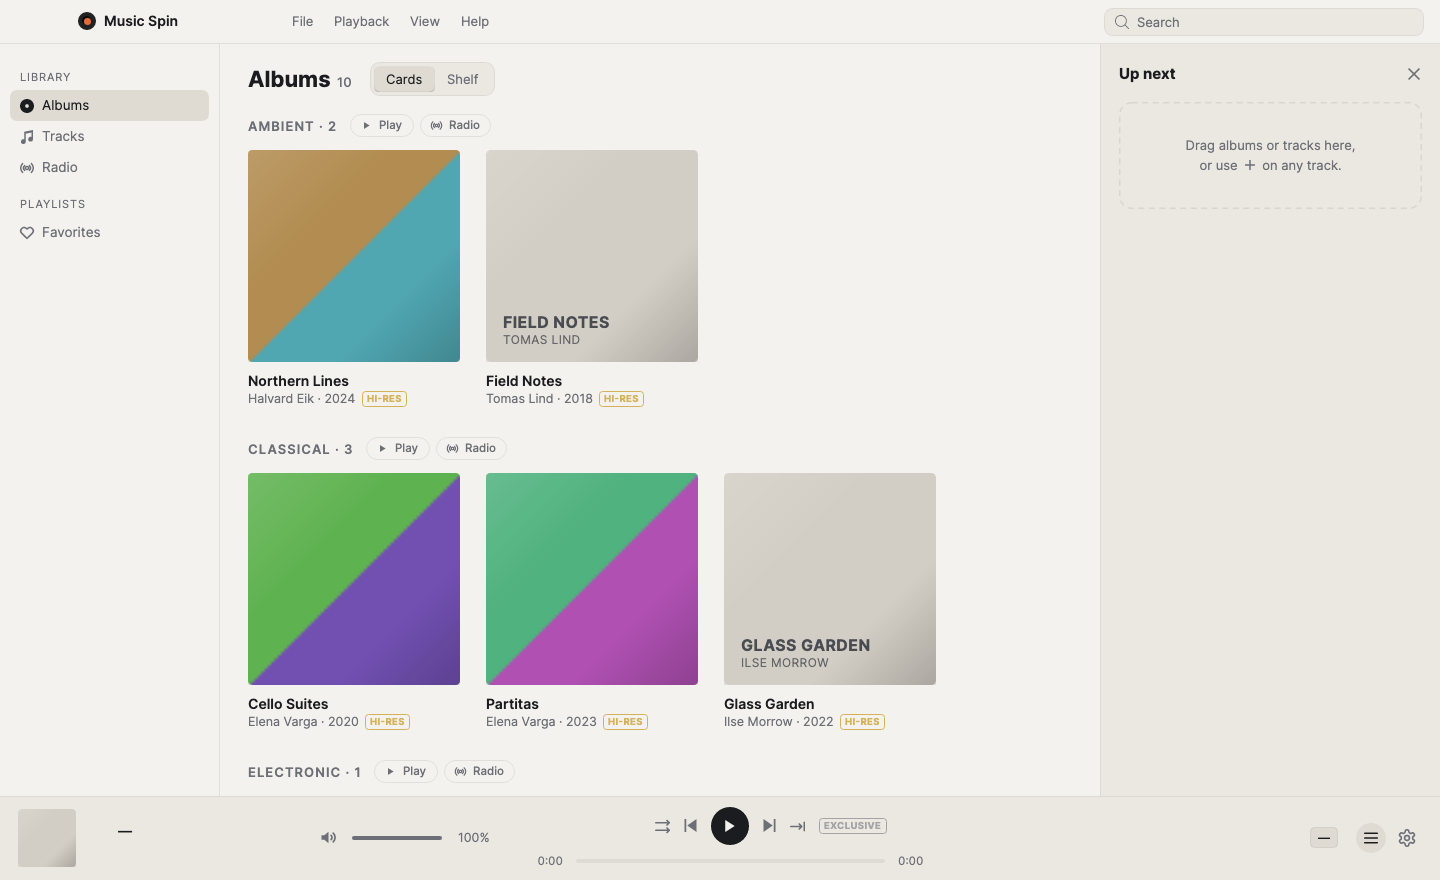 Music Spin
File
Playback
View
Help
Search
LIBRARY
Albums
Tracks
Radio
PLAYLISTS
Favorites
Albums 10
Cards
Shelf
AMBIENT · 2
Play
Radio
FIELD NOTES
TOMAS LIND
Northern Lines
Halvard Eik · 2024 HI-RES
Field Notes
Tomas Lind · 2018 HI-RES
CLASSICAL · 3
Play
Radio
GLASS GARDEN
ILSE MORROW
Cello Suites
Elena Varga · 2020 HI-RES
Partitas
Elena Varga · 2023 HI-RES
Glass Garden
Ilse Morrow · 2022 HI-RES
ELECTRONIC · 1
Play
Radio
Up next
Drag albums or tracks here,
or use + on any track.
—
100%
EXCLUSIVE
0:00
0:00
—